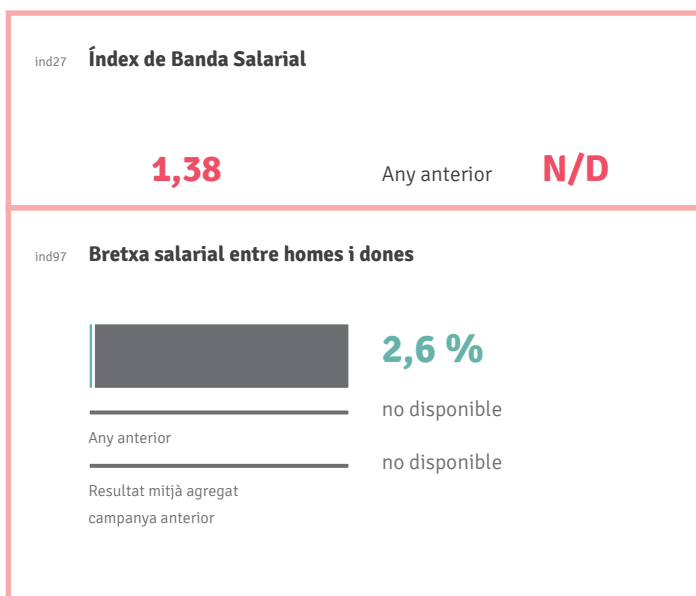 ind27 Índex de Banda Salarial
1,38 Any anterior N/D
ind97 Bretxa salarial entre homes i dones
2,6 %
no disponible
Any anterior
no disponible
Resultat mitjà agregat
campanya anterior